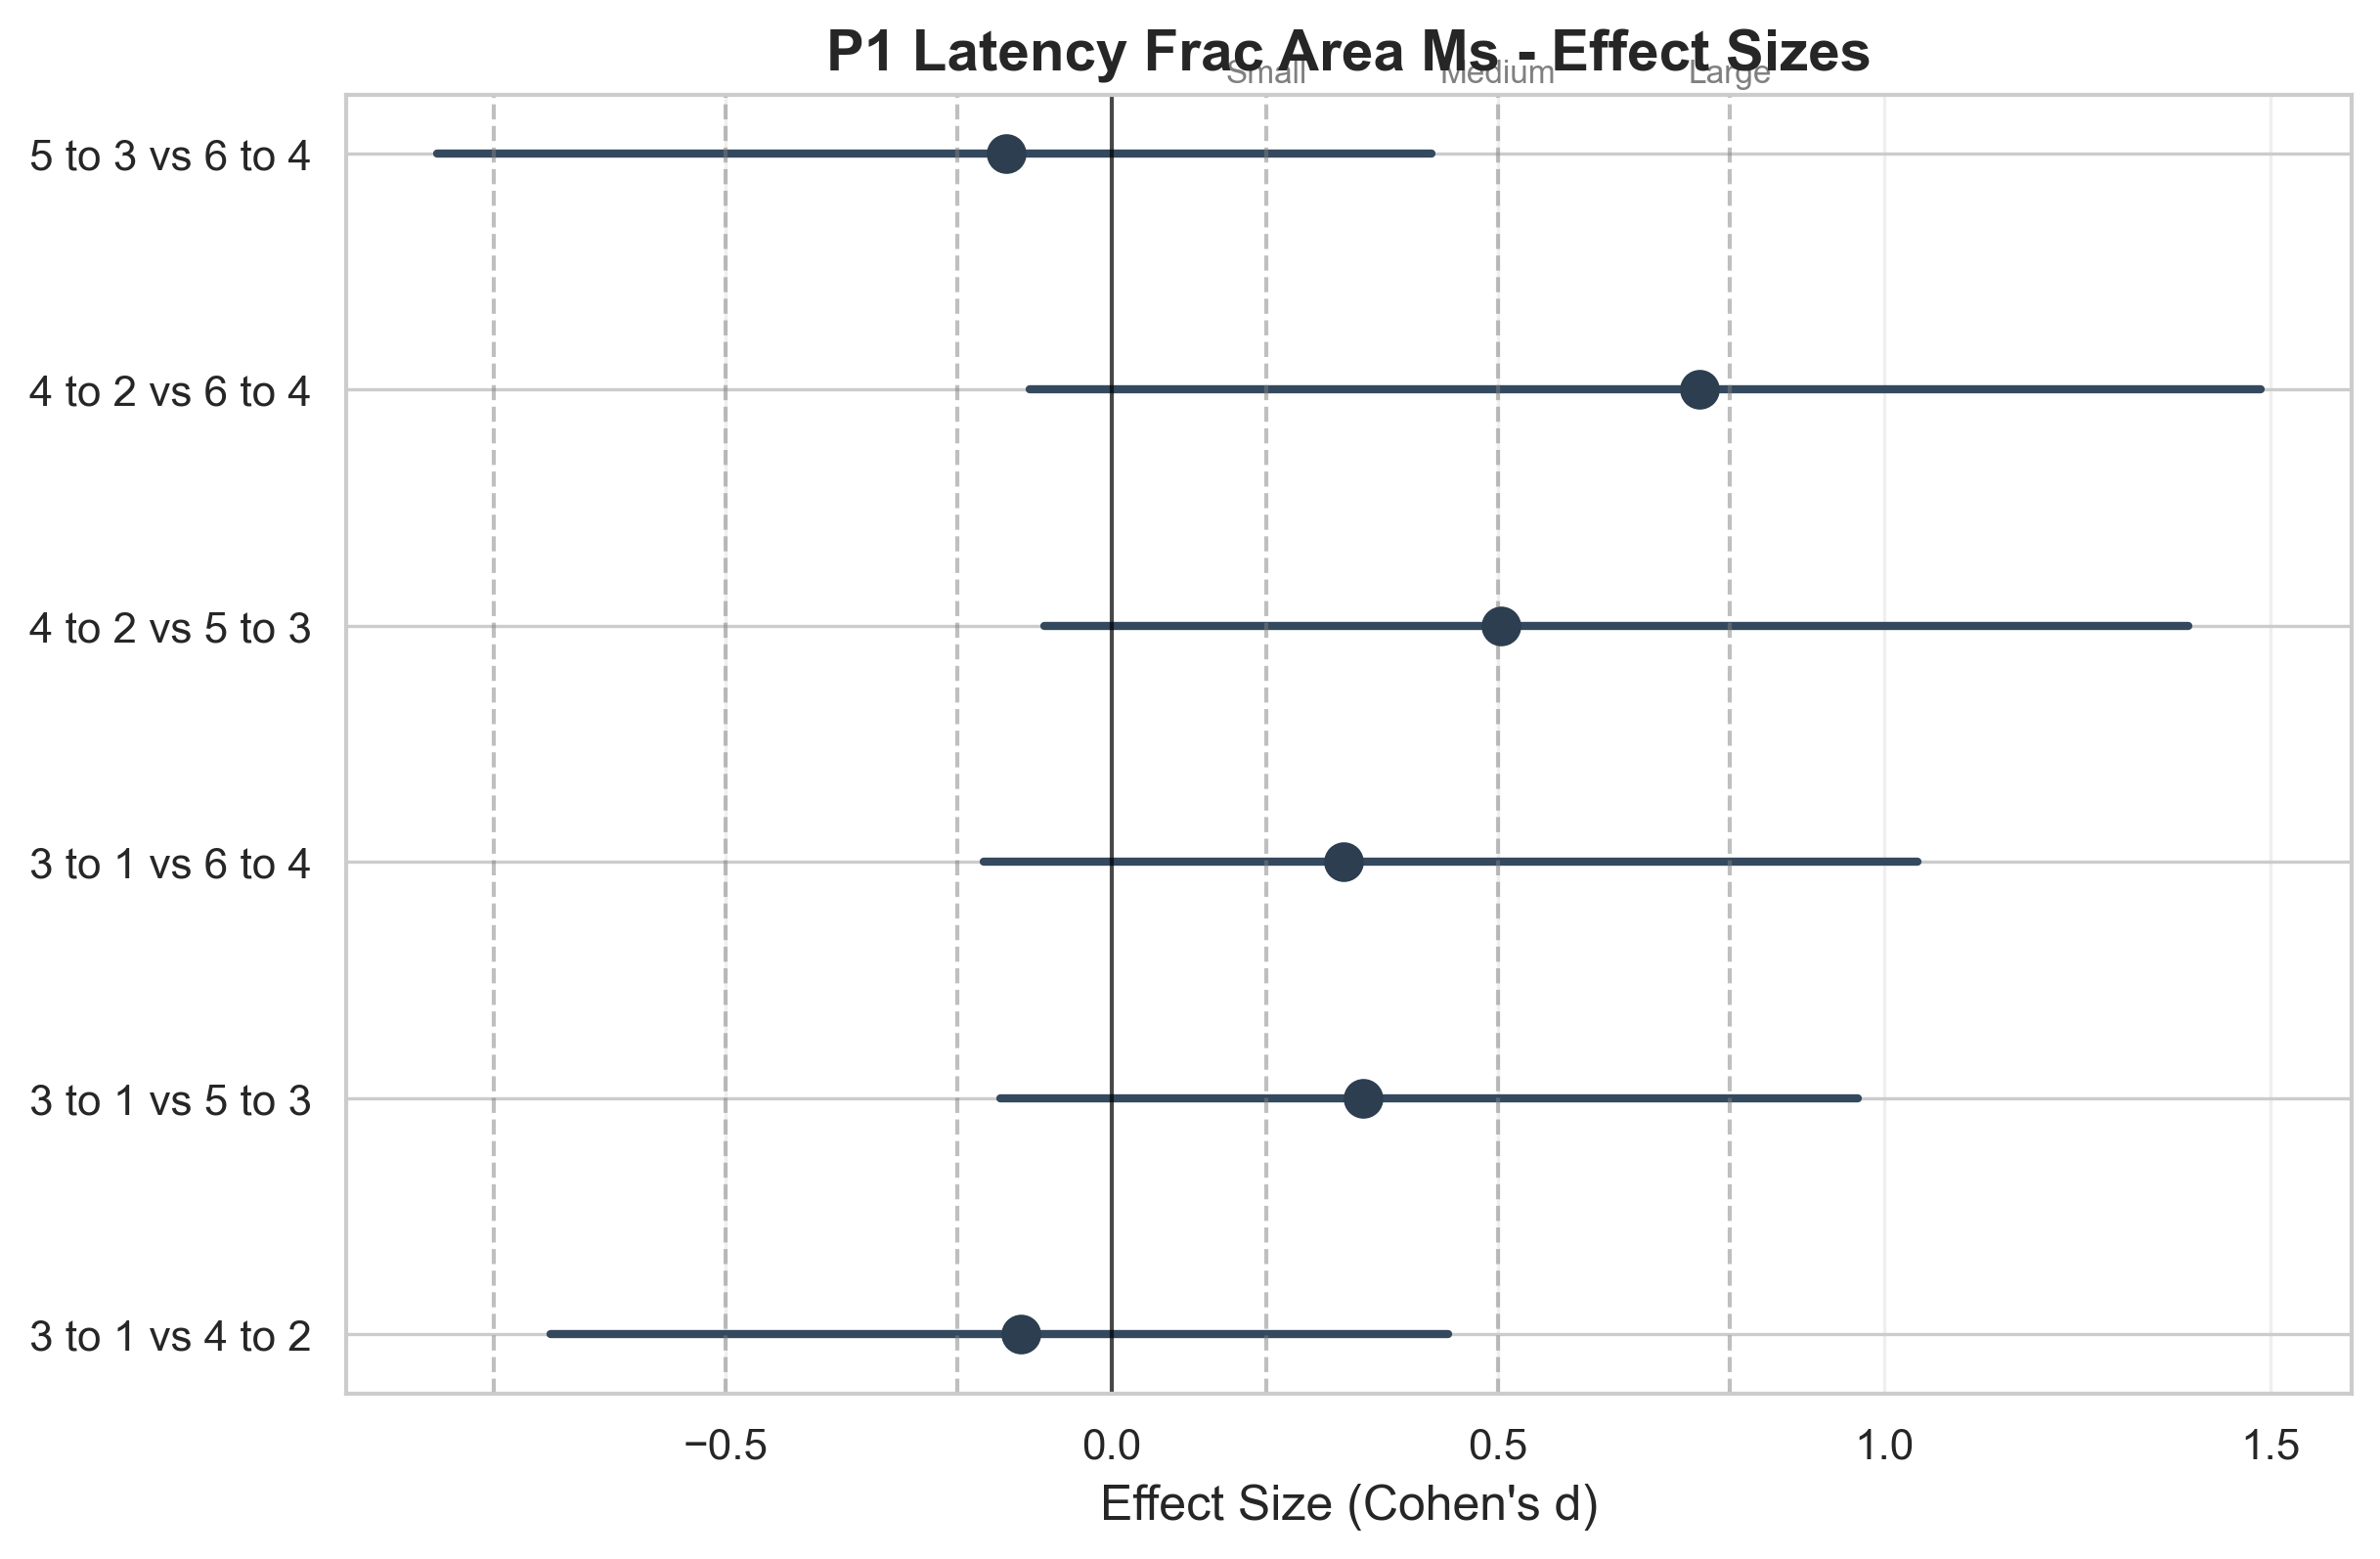 P1 Latency Frac Area Ms - Effect Sizes
Small Medium Large
5 to 3 vs 6 to 4
4 to 2 vs 6 to 4
4 to 2 vs 5 to 3
3 to 1 vs 6 to 4
3 to 1 vs 5 to 3
3 to 1 vs 4 to 2
−0.5 0.0 0.5 1.0 1.5
Effect Size (Cohen's d)